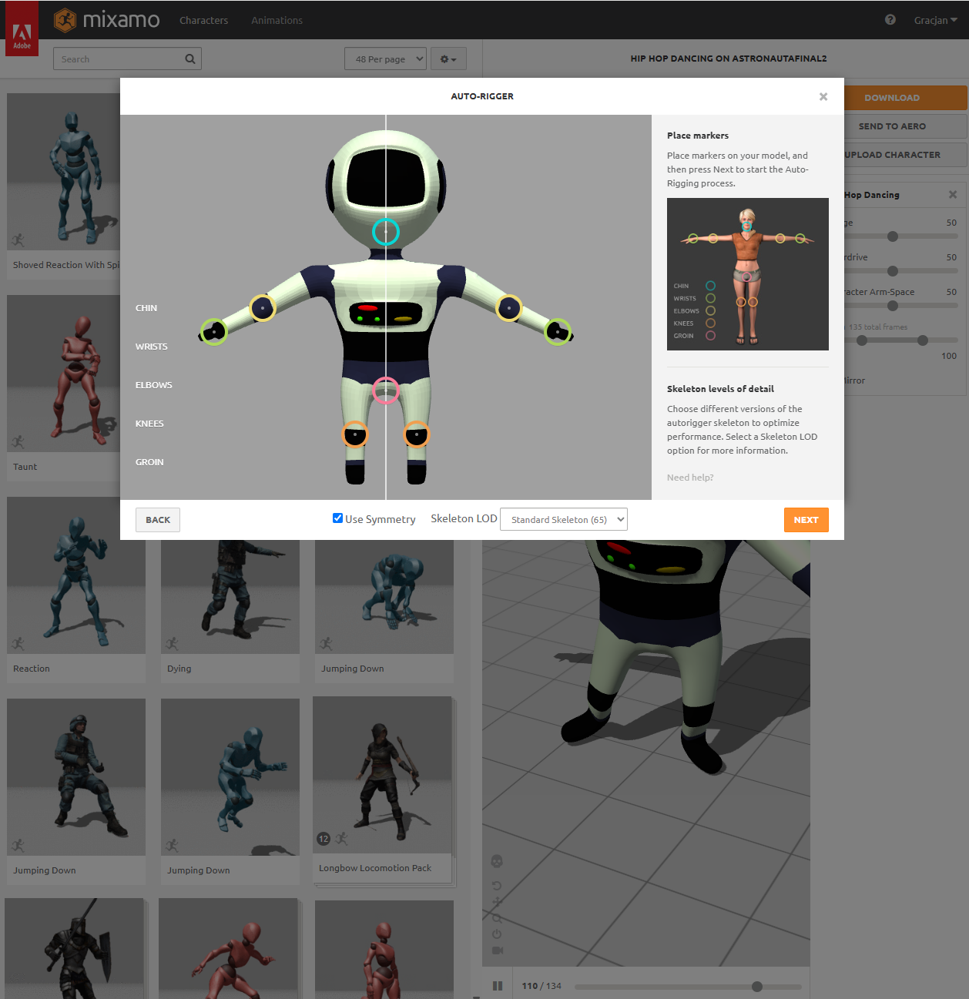 Adobe
mixamo
Characters
Animations
Gracjan
Search
48 Per page
HIP HOP DANCING ON ASTRONAUTAFINAL2
AUTO-RIGGER
DOWNLOAD
SEND TO AERO
UPLOAD CHARACTER
Hop Dancing
50
50
Arm-Space 50
135 total frames
100
Place markers
Place markers on your model, and
then press Next to start the Auto-
Rigging process.
CHIN
WRISTS
ELBOWS
KNEES
GROIN
CHIN
WRISTS
ELBOWS
KNEES
GROIN
Skeleton levels of detail
Choose different versions of the
autorigger skeleton to optimize
performance. Select a Skeleton LOD
option for more information.
Need help?
BACK
Use Symmetry
Skeleton LOD
Standard Skeleton (65)
NEXT
Shoved Reaction With Spi
Taunt
Reaction
Dying
Jumping Down
Jumping Down
Jumping Down
12
Longbow Locomotion Pack
110 / 134